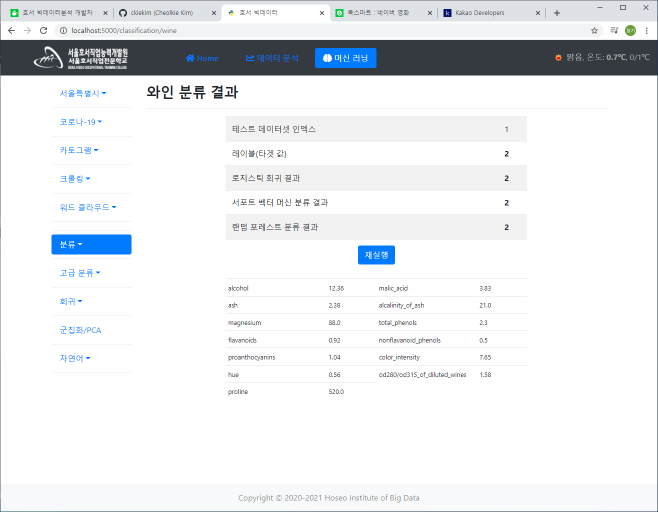 호서 빅데이터분석 개발자
ckiekim (Cheolkie Kim)
호서 빅데이터
박스파트 : 네이버 영화
Kakao Developers
localhost:5000/classification/wine
서울호서직업능력개발원
서울호서직업전문학교
Home
데이터 분석
머신 러닝
맑음, 온도: 0.7℃, 0/1℃
서울특별시
코로나-19
카토그램
크롤링
워드 클라우드
분류
고급 분류
회귀
군집화/PCA
자연어
와인 분류 결과
테스트 데이터셋 인덱스 1
레이블(타겟 값) 2
로지스틱 회귀 결과 2
서포트 벡터 머신 분류 결과 2
랜덤 포레스트 분류 결과 2
재실행
alcohol 12.36 malic_acid 3.83
ash 2.38 alcalinity_of_ash 21.0
magnesium 88.0 total_phenols 2.3
flavanoids 0.92 nonflavanoid_phenols 0.5
proanthocyanins 1.04 color_intensity 7.65
hue 0.56 od280/od315_of_diluted_wines 1.58
proline 520.0
Copyright © 2020-2021 Hoseo Institute of Big Data